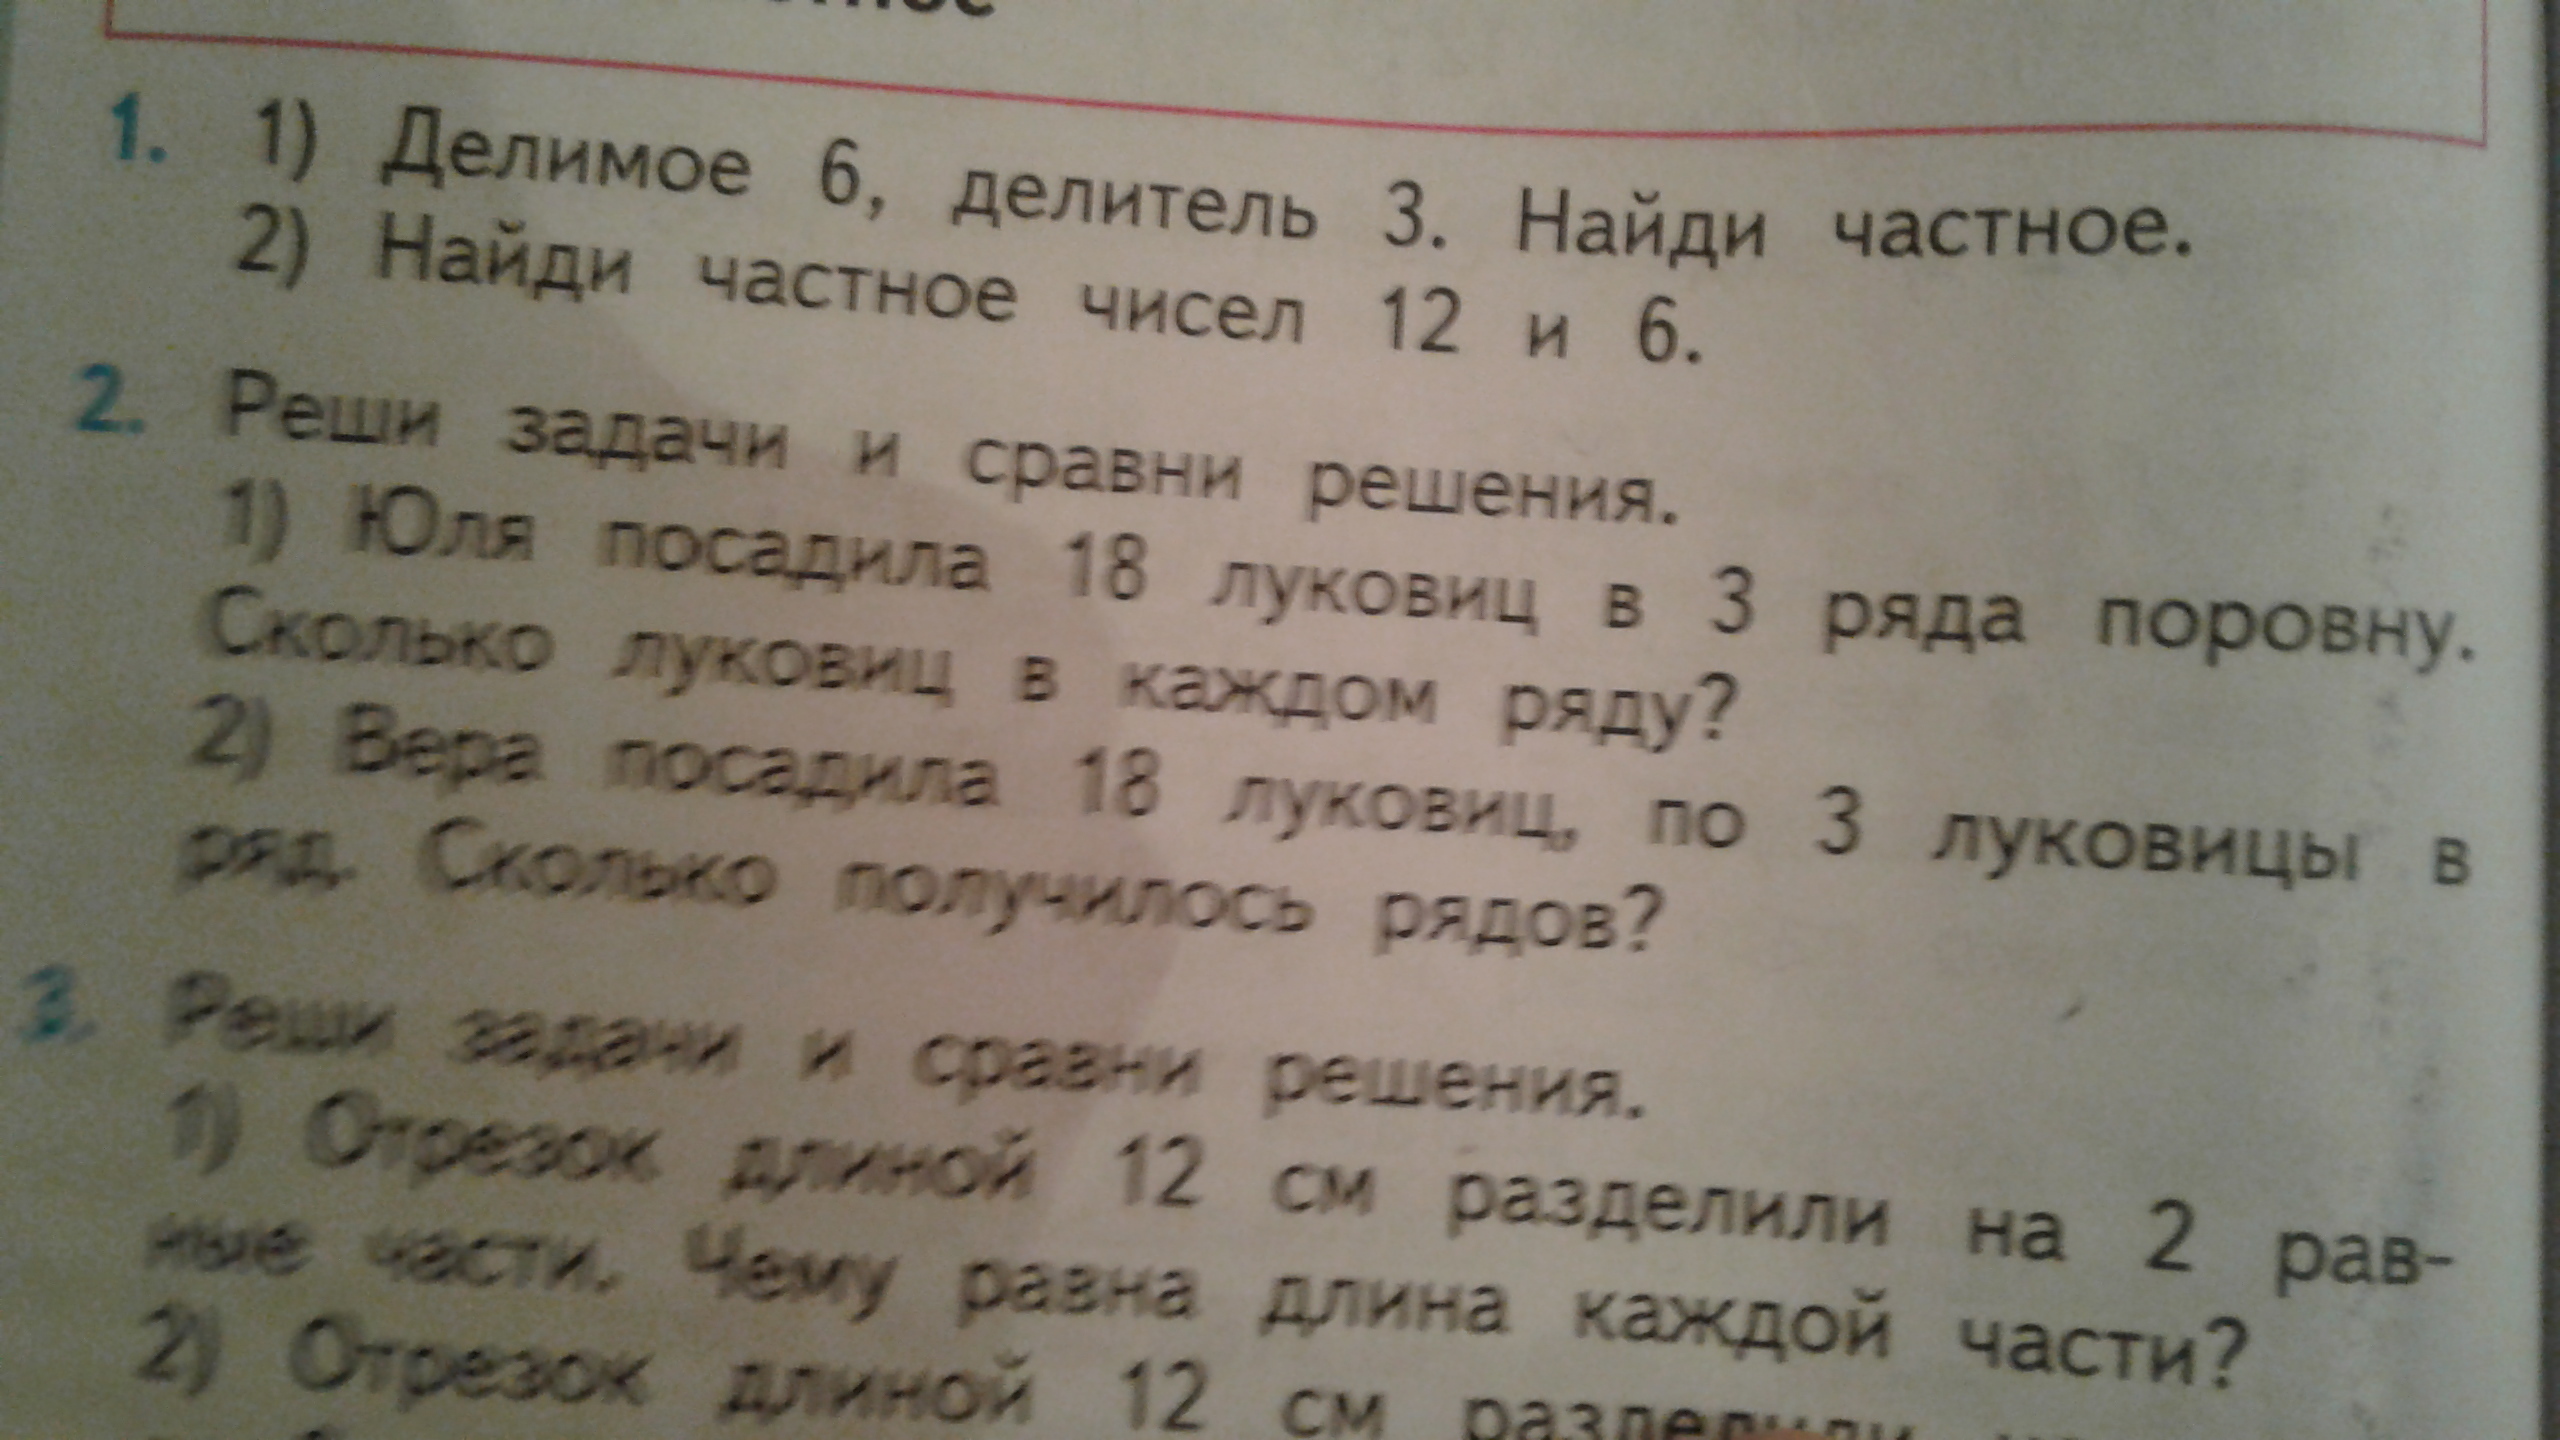 1. 1) Делимое 6, делитель 3. Найди частное.
2) Найди частное чисел 12 и 6.
2. Реши задачи и сравни решения.
1) Юля посадила 18 луковиц в 3 ряда поровну.
Сколько луковиц в каждом ряду?
2) Вера посадила 18 луковиц, по 3 луковицы в
ряд. Сколько получилось рядов?
3. Реши задачи и сравни решения.
1) Отрезок длиной 12 см разделили на 2 рав-
ные части. Чему равна длина каждой части?
2) Отрезок длиной 12 см разделили